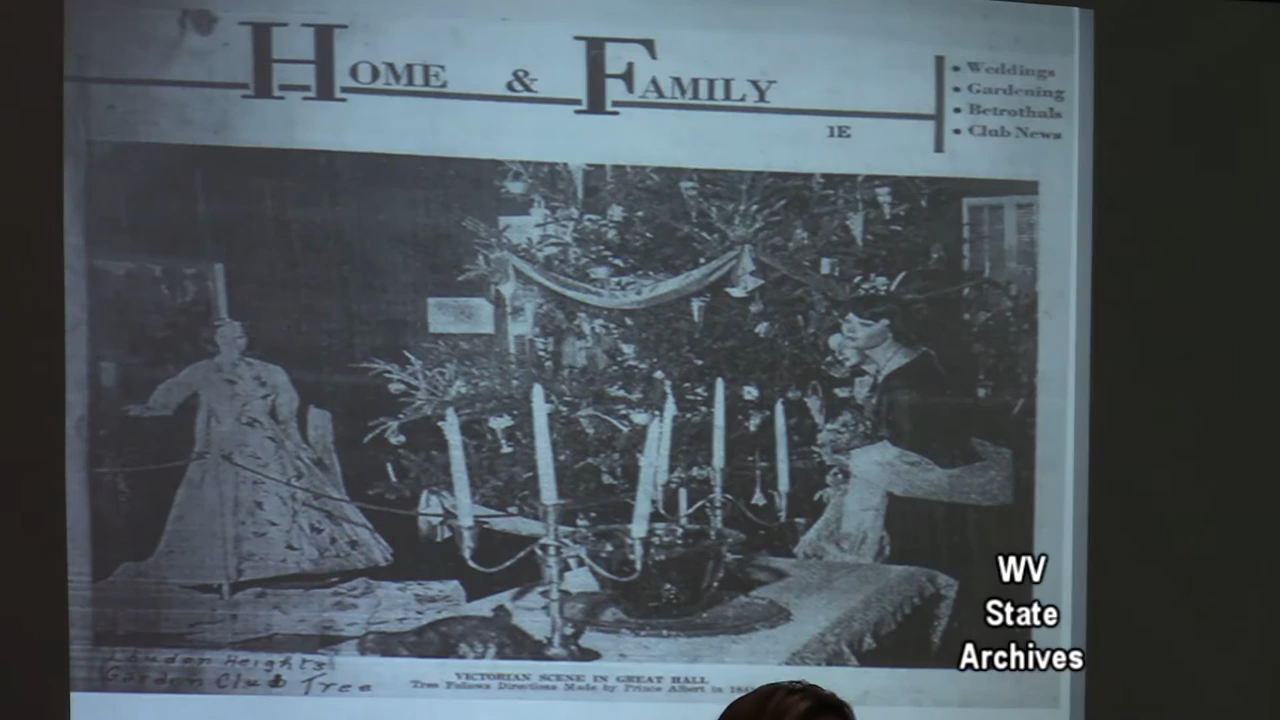 HOME & FAMILY
1E
• Weddings
• Gardening
• Betrothals
• Club News
Heights
Garden Club Tree
VICTORIAN SCENE IN GREAT HALL
Tree Follows Directions Made by Prince Albert in
WV
State
Archives